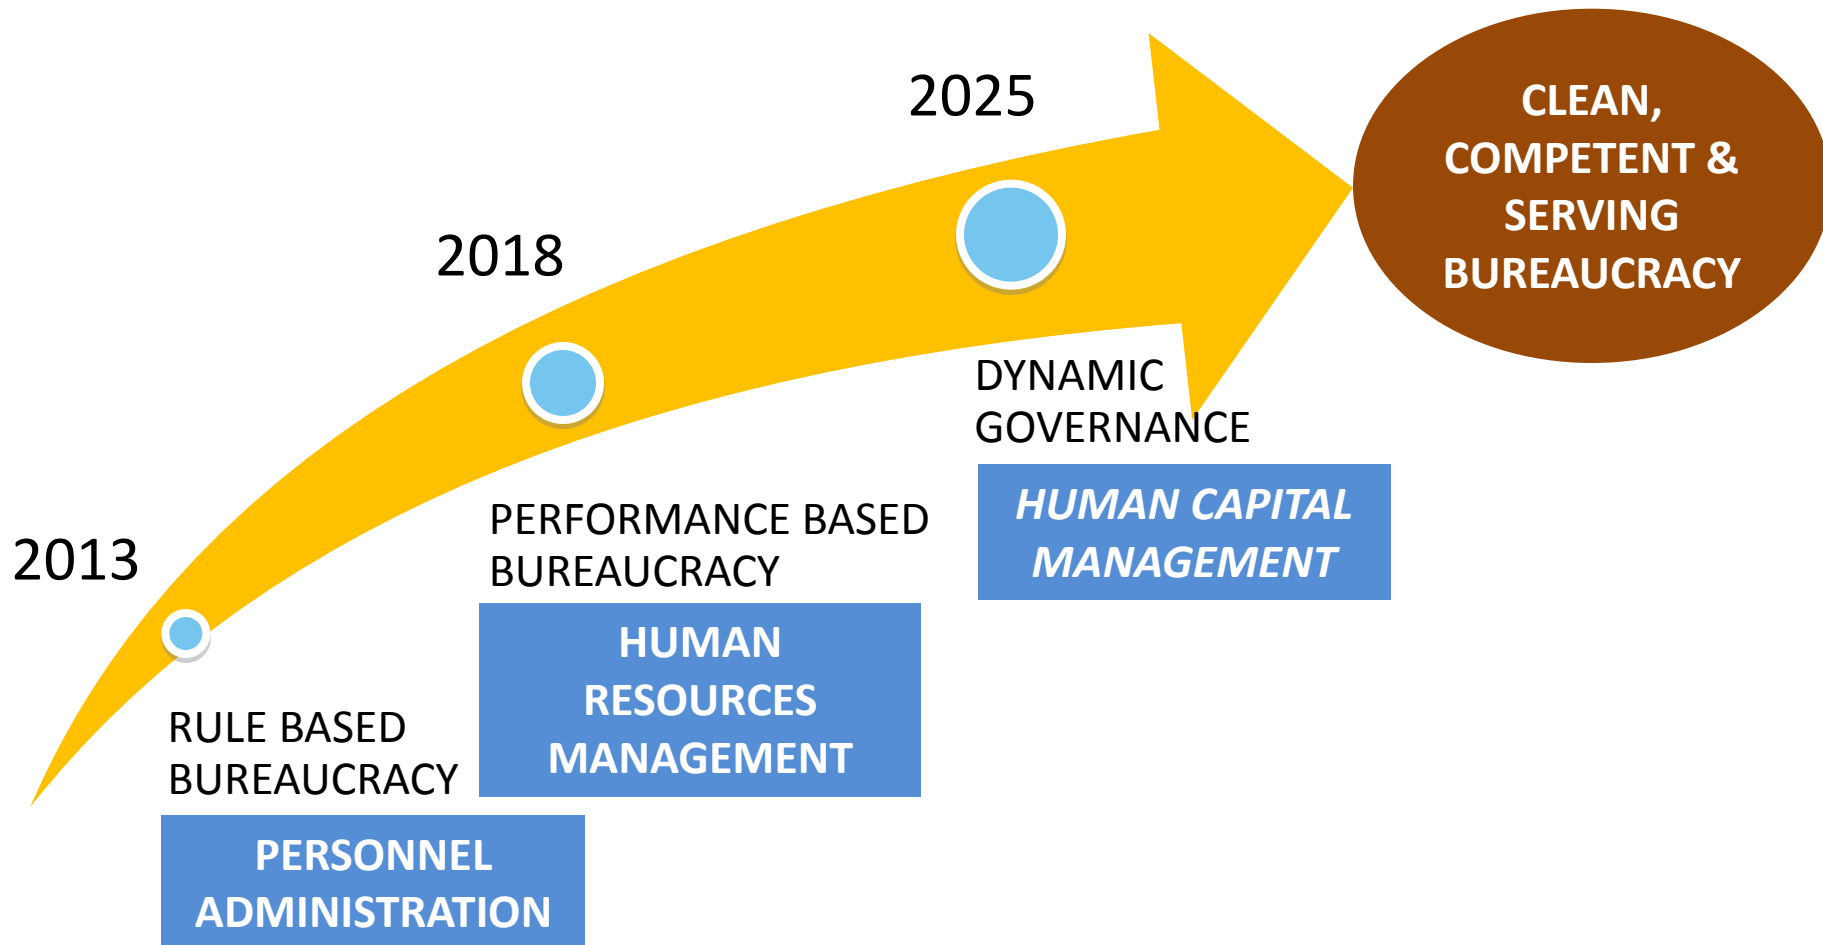 2013
RULE BASED
BUREAUCRACY
PERSONNEL
ADMINISTRATION
2018
PERFORMANCE BASED
BUREAUCRACY
HUMAN
RESOURCES
MANAGEMENT
2025
DYNAMIC
GOVERNANCE
HUMAN CAPITAL
MANAGEMENT
CLEAN,
COMPETENT &
SERVING
BUREAUCRACY